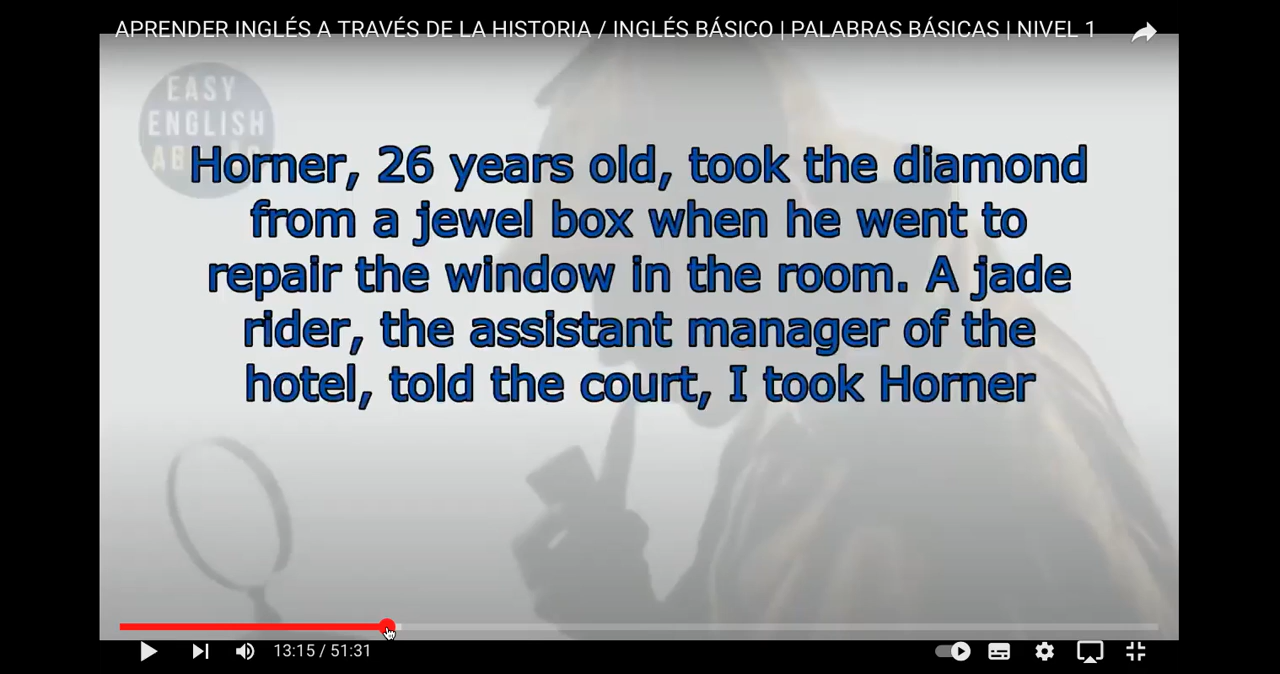 APRENDER INGLÉS A TRAVÉS DE LA HISTORIA / INGLÉS BÁSICO | PALABRAS BÁSICAS | NIVEL 1
EASY
ENGLISH
Horner, 26 years old, took the diamond
from a jewel box when he went to
repair the window in the room. A jade
rider, the assistant manager of the
hotel, told the court, I took Horner
13:15 / 51:31